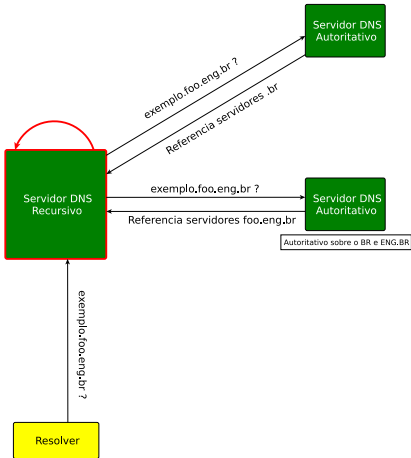 Servidor DNS
Autoritativo
exemplo.foo.eng.br ?
Referencia servidores .br
Servidor DNS
Recursivo
exemplo.foo.eng.br ?
Referencia servidores foo.eng.br
Servidor DNS
Autoritativo
Autoritativo sobre o BR e ENG.BR
exemplo.foo.eng.br ?
Resolver